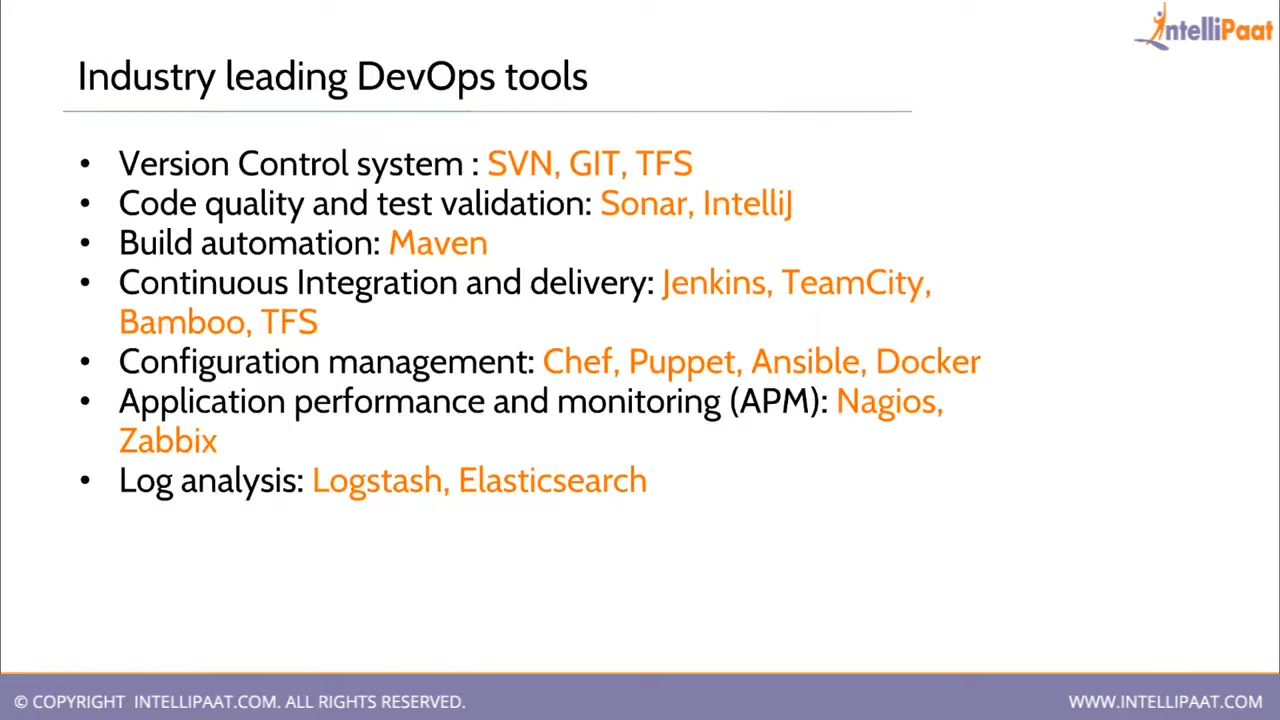 IntelliPaat
Industry leading DevOps tools
• Version Control system : SVN, GIT, TFS
• Code quality and test validation: Sonar, IntelliJ
• Build automation: Maven
• Continuous Integration and delivery: Jenkins, TeamCity,
Bamboo, TFS
• Configuration management: Chef, Puppet, Ansible, Docker
• Application performance and monitoring (APM): Nagios,
Zabbix
• Log analysis: Logstash, Elasticsearch
© COPYRIGHT INTELLIPAAT.COM. ALL RIGHTS RESERVED.
WWW.INTELLIPAAT.COM